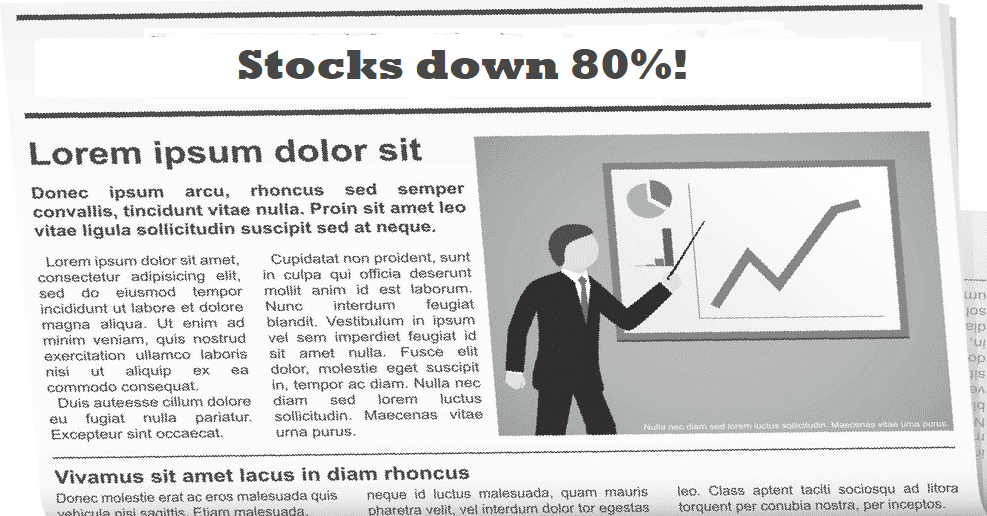 Stocks down 80%!
Lorem ipsum dolor sit
Donec ipsum arcu, rhoncus sed semper
convallis, tincidunt vitae nulla. Proin sit amet leo
vitae ligula sollicitudin suscipit sed at neque.
Lorem ipsum dolor sit amet,
consectetur adipisicing elit,
sed do eiusmod tempor
incididunt ut labore et dolore
magna aliqua. Ut enim ad
minim veniam, quis nostrud
exercitation ullamco laboris
nisi ut aliquip ex ea
commodo consequat.
Duis auteesse cillum dolore
eu fugiat nulla pariatur.
Excepteur sint occaecat.
Cupidatat non proident, sunt
in culpa qui officia deserunt
mollit anim id est laborum.
Nunc interdum feugiat
blandit. Vestibulum in ipsum
vel sem imperdiet feugiat id
sit amet nulla. Fusce elit
dolor, molestie eget suscipit
in, tempor ac diam. Nulla nec
diam sed lorem luctus
sollicitudin. Maecenas vitae
urna purus.
Nulla nec diam sed lorem luctus sollicitudin. Maecenas vitae urna purus.
Vivamus sit amet lacus in diam rhoncus
Donec molestie erat ac eros malesuada quis
vehicula nisi sagittis. Etiam malesuada.
neque id luctus malesuada, quam mauris
pharetra velit, vel interdum dolor tor egestas
leo. Class aptent taciti sociosqu ad litora
torquent per conubia nostra, per inceptos.